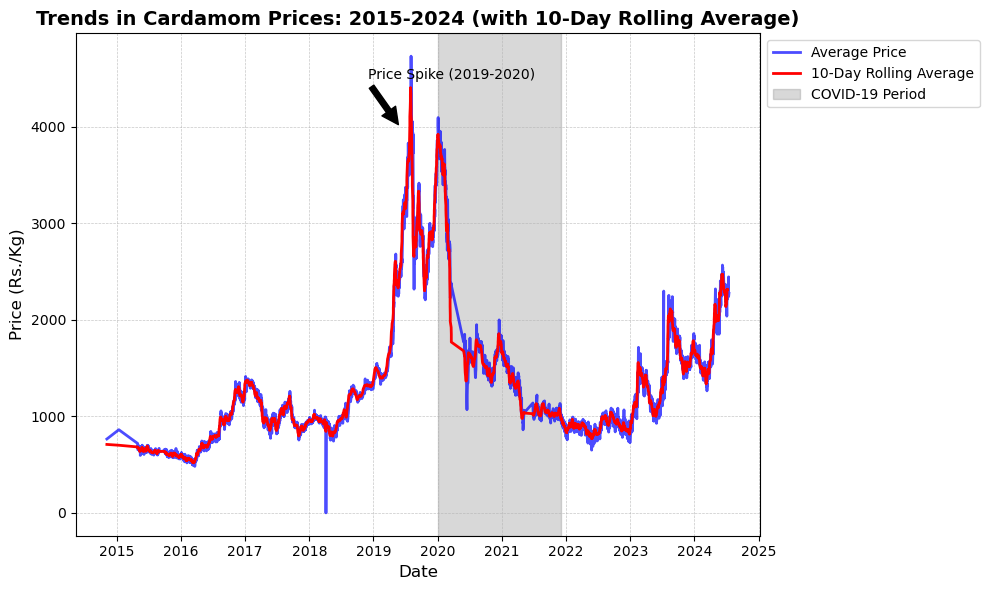 Trends in Cardamom Prices: 2015-2024 (with 10-Day Rolling Average)
Average Price
10-Day Rolling Average
COVID-19 Period
Price Spike (2019-2020)
Price (Rs./Kg)
4000
3000
2000
1000
0
2015 2016 2017 2018 2019 2020 2021 2022 2023 2024 2025
Date